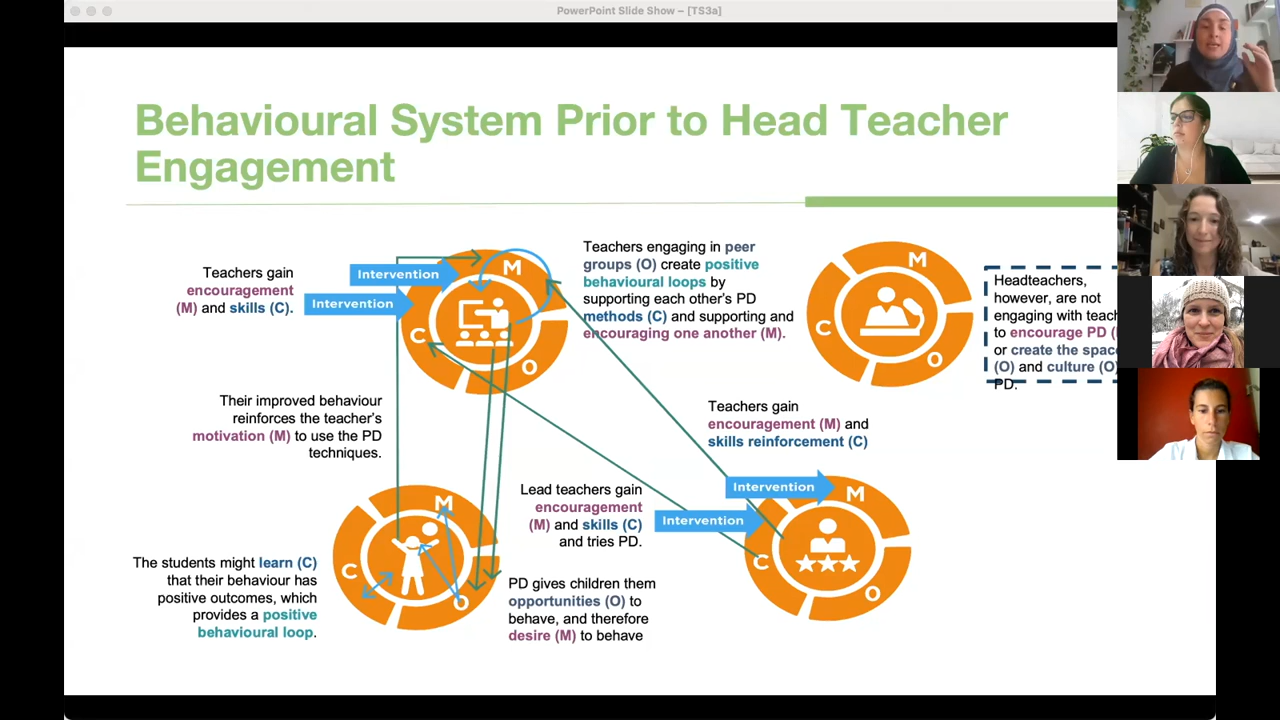 PowerPoint Slide Show – [TS3a]
Behavioural System Prior to Head Teacher
Engagement
Teachers gain
encouragement
(M) and skills (C).
Intervention
Intervention
M
C
O
Teachers engaging in peer
groups (O) create positive
behavioural loops by
supporting each other's PD
methods (C) and supporting and
encouraging one another (M).
M
C
O
Headteachers,
however, are not
engaging with teach
to encourage PD (
or create the space
(O) and culture (O)
PD.
Their improved behaviour
reinforces the teacher's
motivation (M) to use the PD
techniques.
Teachers gain
encouragement (M) and
skills reinforcement (C)
Lead teachers gain
encouragement
(M) and skills (C)
and tries PD.
Intervention
Intervention
M
C
O
The students might learn (C)
that their behaviour has
positive outcomes, which
provides a positive
behavioural loop.
M
C
O
PD gives children them
opportunities (O) to
behave, and therefore
desire (M) to behave